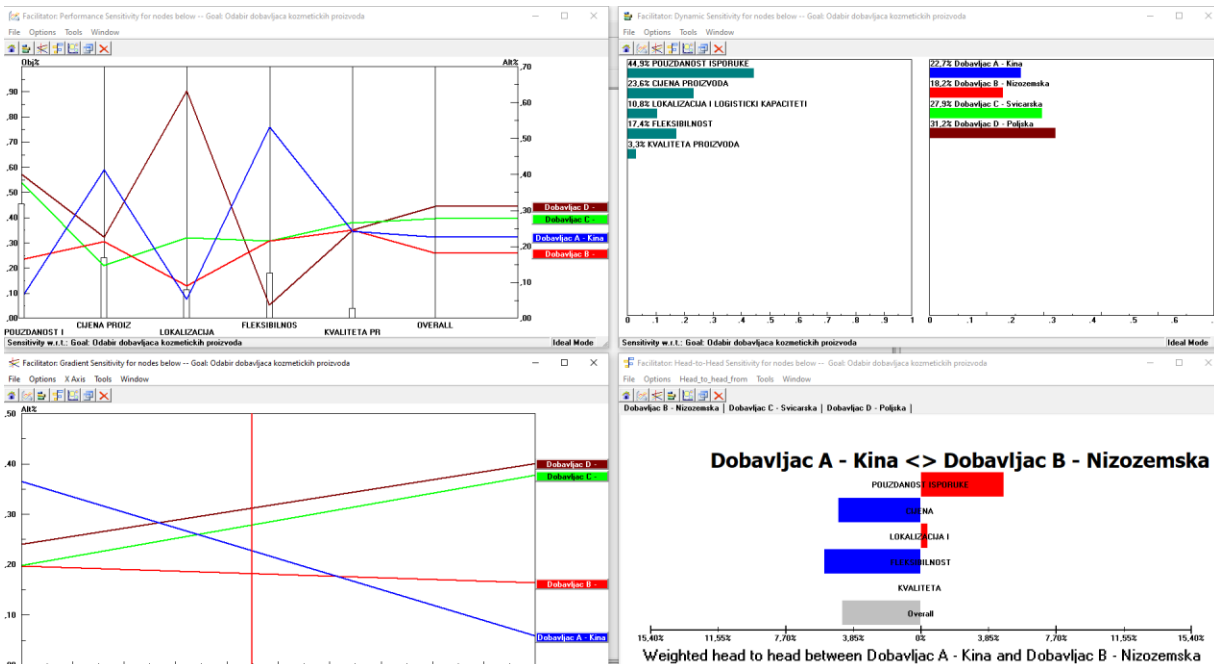 Facilitator: Performance Sensitivity for nodes below -- Goal: Odabir dobavljaca kozmetickih proizvoda
File Options Tools Window
Obj% Alt%
,90
,80
,70
,60
,50
,40
,30
,20
,10
,00
,70
,60
,50
,40
,30
,20
,10
,00
Dobavljac D -
Dobavljac C -
Dobavljac A - Kina
Dobavljac B -
POUZDANOST I CIJENA PROIZ LOKALIZACIJA FLEKSIBILNOS KVALITETA PR OVERALL
Sensitivity w.r.t.: Goal: Odabir dobavljaca kozmetickih proizvoda Ideal Mode
Facilitator: Dynamic Sensitivity for nodes below -- Goal: Odabir dobavljaca kozmetickih proizvoda
File Options Tools Window
44,9% POUZDANOST ISPORUKE
23,6% CIJENA PROIZVODA
10,8% LOKALIZACIJA I LOGISTICKI KAPACITETI
17,4% FLEKSIBILNOST
3,3% KVALITETA PROIZVODA
22,7% Dobavljac A - Kina
18,2% Dobavljac B - Nizozemska
27,9% Dobavljac C - Svicarska
31,2% Dobavljac D - Poljska
0 .1 .2 .3 .4 .5 .6 .7 .8 .9 1
0 .1 .2 .3 .4 .5 .6
Sensitivity w.r.t.: Goal: Odabir dobavljaca kozmetickih proizvoda Ideal Mode
Facilitator: Gradient Sensitivity for nodes below -- Goal: Odabir dobavljaca kozmetickih proizvoda
File Options X Axis Tools Window
Alt%
,50
,40
,30
,20
,10
Dobavljac D -
Dobavljac C -
Dobavljac B -
Dobavljac A - Kina
Facilitator: Head-to-Head Sensitivity for nodes below -- Goal: Odabir dobavljaca kozmetickih proizvoda
File Options Head_to_head_from Tools Window
Dobavljac B - Nizozemska | Dobavljac C - Svicarska | Dobavljac D - Poljska |
Dobavljac A - Kina <> Dobavljac B - Nizozemska
POUZDANOST ISPORUKE
CIJENA
LOKALIZACIJA I
FLEKSIBILNOST
KVALITETA
Overall
15,40% 11,55% 7,70% 3,85% 0% 3,85% 7,70% 11,55% 15,40%
Weighted head to head between Dobavljac A - Kina and Dobavljac B - Nizozemska